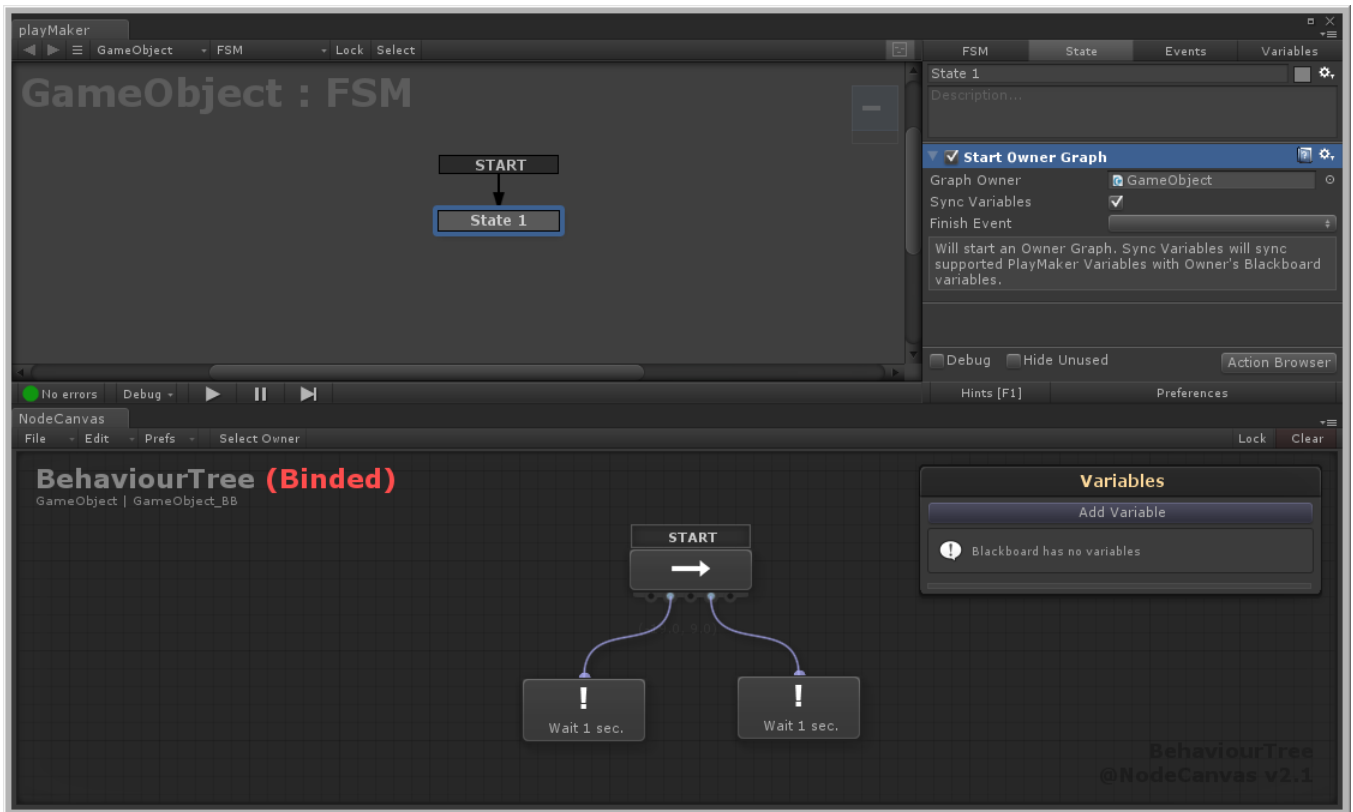 playMaker
GameObject FSM Lock Select
FSM State Events Variables
GameObject : FSM
State 1
Description...
START
State 1
Start Owner Graph
Graph Owner GameObject
Sync Variables
Finish Event
Will start an Owner Graph. Sync Variables will sync
supported PlayMaker Variables with Owner's Blackboard
variables.
Debug Hide Unused Action Browser
No errors Debug Hints [F1] Preferences
NodeCanvas
File Edit Prefs Select Owner Lock Clear
BehaviourTree (Binded)
GameObject | GameObject_BB
Variables
Add Variable
Blackboard has no variables
START
! !
Wait 1 sec. Wait 1 sec.
BehaviourTree
@NodeCanvas v2.1